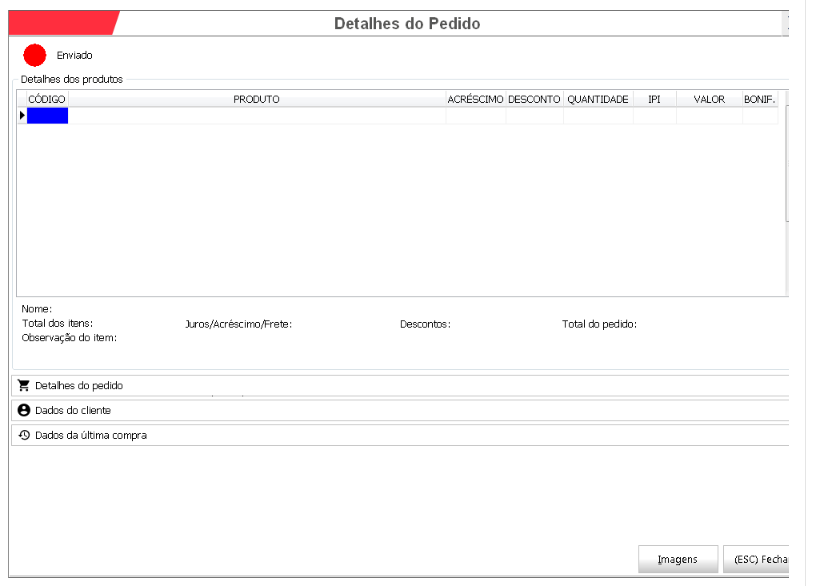 Detalhes do Pedido
Enviado
Detalhes dos produtos
CÓDIGO PRODUTO ACRÉSCIMO DESCONTO QUANTIDADE IPI VALOR BONIF.
Nome:
Total dos itens: Juros/Acréscimo/Frete: Descontos: Total do pedido:
Observação do item:
Detalhes do pedido
Dados do cliente
Dados da última compra
Imagens (ESC) Fecha